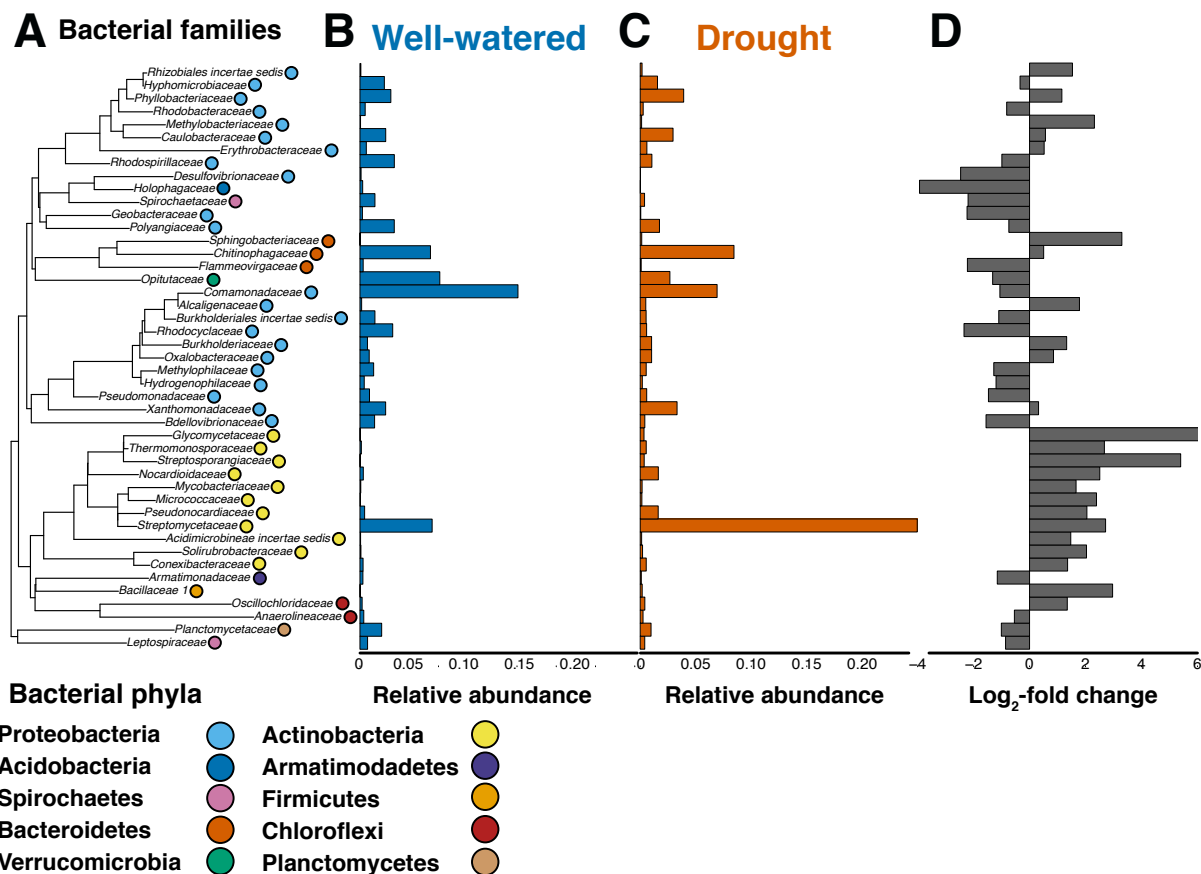 A Bacterial families B Well-watered C Drought D
Rhizobiales incertae sedis
Hyphomicrobiaceae
Phyllobacteriaceae
Rhodobacteraceae
Methylobacteriaceae
Caulobacteraceae
Erythrobacteraceae
Rhodospirillaceae
Desulfovibrionaceae
Holophagaceae
Spirochaetaceae
Geobacteraceae
Polyangiaceae
Sphingobacteriaceae
Chitinophagaceae
Flammeovirgaceae
Opitutaceae
Comamonadaceae
Alcaligenaceae
Burkholderiales incertae sedis
Rhodocyclaceae
Burkholderiaceae
Oxalobacteraceae
Methylophilaceae
Hydrogenophilaceae
Pseudomonadaceae
Xanthomonadaceae
Bdellovibrionaceae
Glycomycetaceae
Thermomonosporaceae
Streptosporangiaceae
Nocardioidaceae
Mycobacteriaceae
Micrococcaceae
Pseudonocardiaceae
Streptomycetaceae
Acidimicrobineae incertae sedis
Solirubrobacteraceae
Conexibacteraceae
Armatimonadaceae
Bacillaceae 1
Oscillochloridaceae
Anaerolineaceae
Planctomycetaceae
Leptospiraceae
0 0.05 0.10 0.15 0.20 0 0.05 0.10 0.15 0.20 −4 −2 0 2 4 6
Relative abundance Relative abundance Log2-fold change
Bacterial phyla
Proteobacteria Actinobacteria
Acidobacteria Armatimodadetes
Spirochaetes Firmicutes
Bacteroidetes Chloroflexi
Verrucomicrobia Planctomycetes